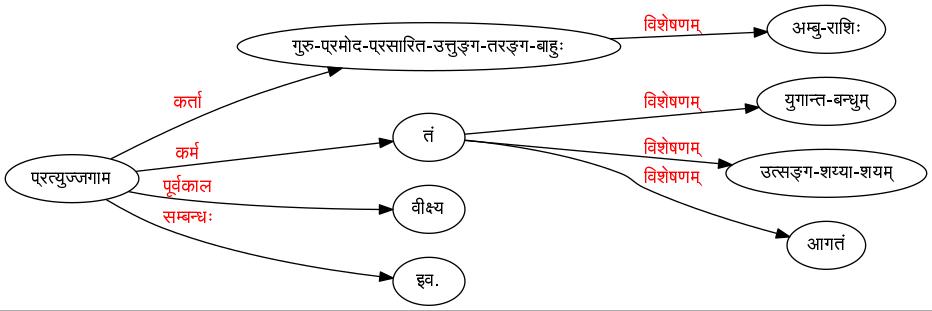 विशेषणम्
अम्बु-राशिः
गुरु-प्रमोद-प्रसारित-उत्तुङ्ग-तरङ्ग-बाहुः
कर्ता
विशेषणम्
युगान्त-बन्धुम्
तं
कर्म
विशेषणम्
उत्सङ्ग-शय्या-शयम्
प्रत्युज्जगाम
विशेषणम्
पूर्वकाल
वीक्ष्य
सम्बन्धः
आगतं
इव.